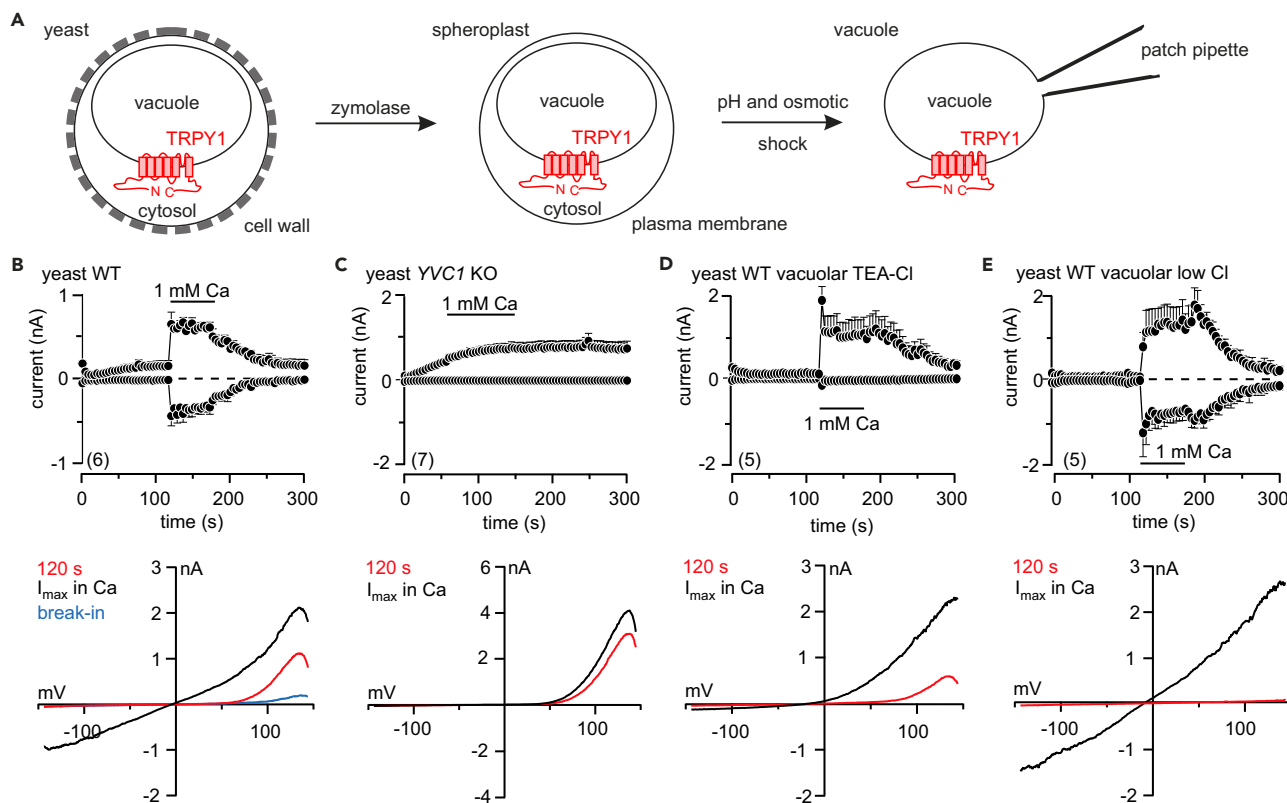 A
yeast
vacuole
TRPY1
N C
cytosol
cell wall
zymolase
spheroplast
vacuole
TRPY1
N C
cytosol
plasma membrane
pH and osmotic
shock
vacuole
patch pipette
vacuole
TRPY1
N C
B yeast WT
1 mM Ca
current (nA)
1
0
-1
(6)
0 100 200 300
time (s)
120 s
Imax in Ca
break-in
3 nA
2
1
mV
-100 100
-1
-2
C yeast YVC1 KO
1 mM Ca
current (nA)
2
0
-2
(7)
0 100 200 300
time (s)
120 s
Imax in Ca
6 nA
4
2
mV
-100 100
-2
-4
D yeast WT vacuolar TEA-Cl
current (nA)
2
0
1 mM Ca
-2
(5)
0 100 200 300
time (s)
120 s
Imax in Ca
3 nA
2
1
mV
-100 100
-1
-2
E yeast WT vacuolar low Cl
current (nA)
2
0
1 mM Ca
-2
(5)
0 100 200 300
time (s)
120 s
Imax in Ca
3 nA
2
1
mV
-100 100
-1
-2